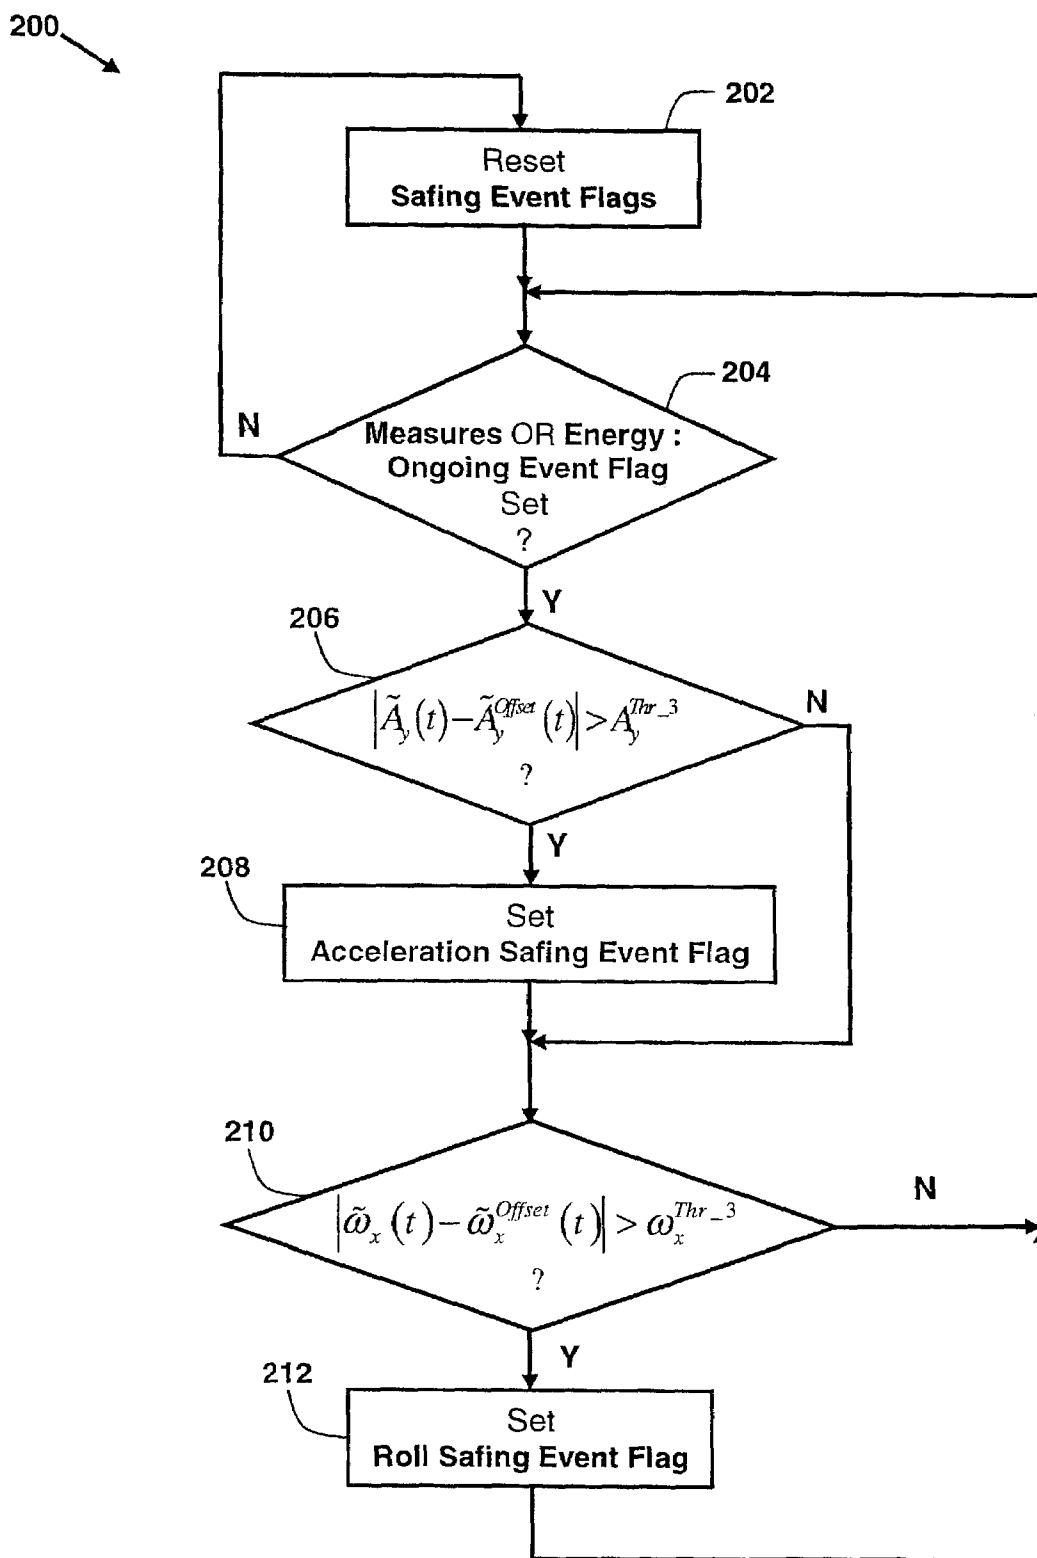 200
202
Reset
Safing Event Flags
204
N
Measures OR Energy :
Ongoing Event Flag
Set
?
Y
206
|Ã_y(t) − Ã_y^Offset(t)| > A_y^Thr_3
N
?
Y
208
Set
Acceleration Safing Event Flag
210
N
|ω̃_x(t) − ω̃_x^Offset(t)| > ω_x^Thr_3
?
Y
212
Set
Roll Safing Event Flag